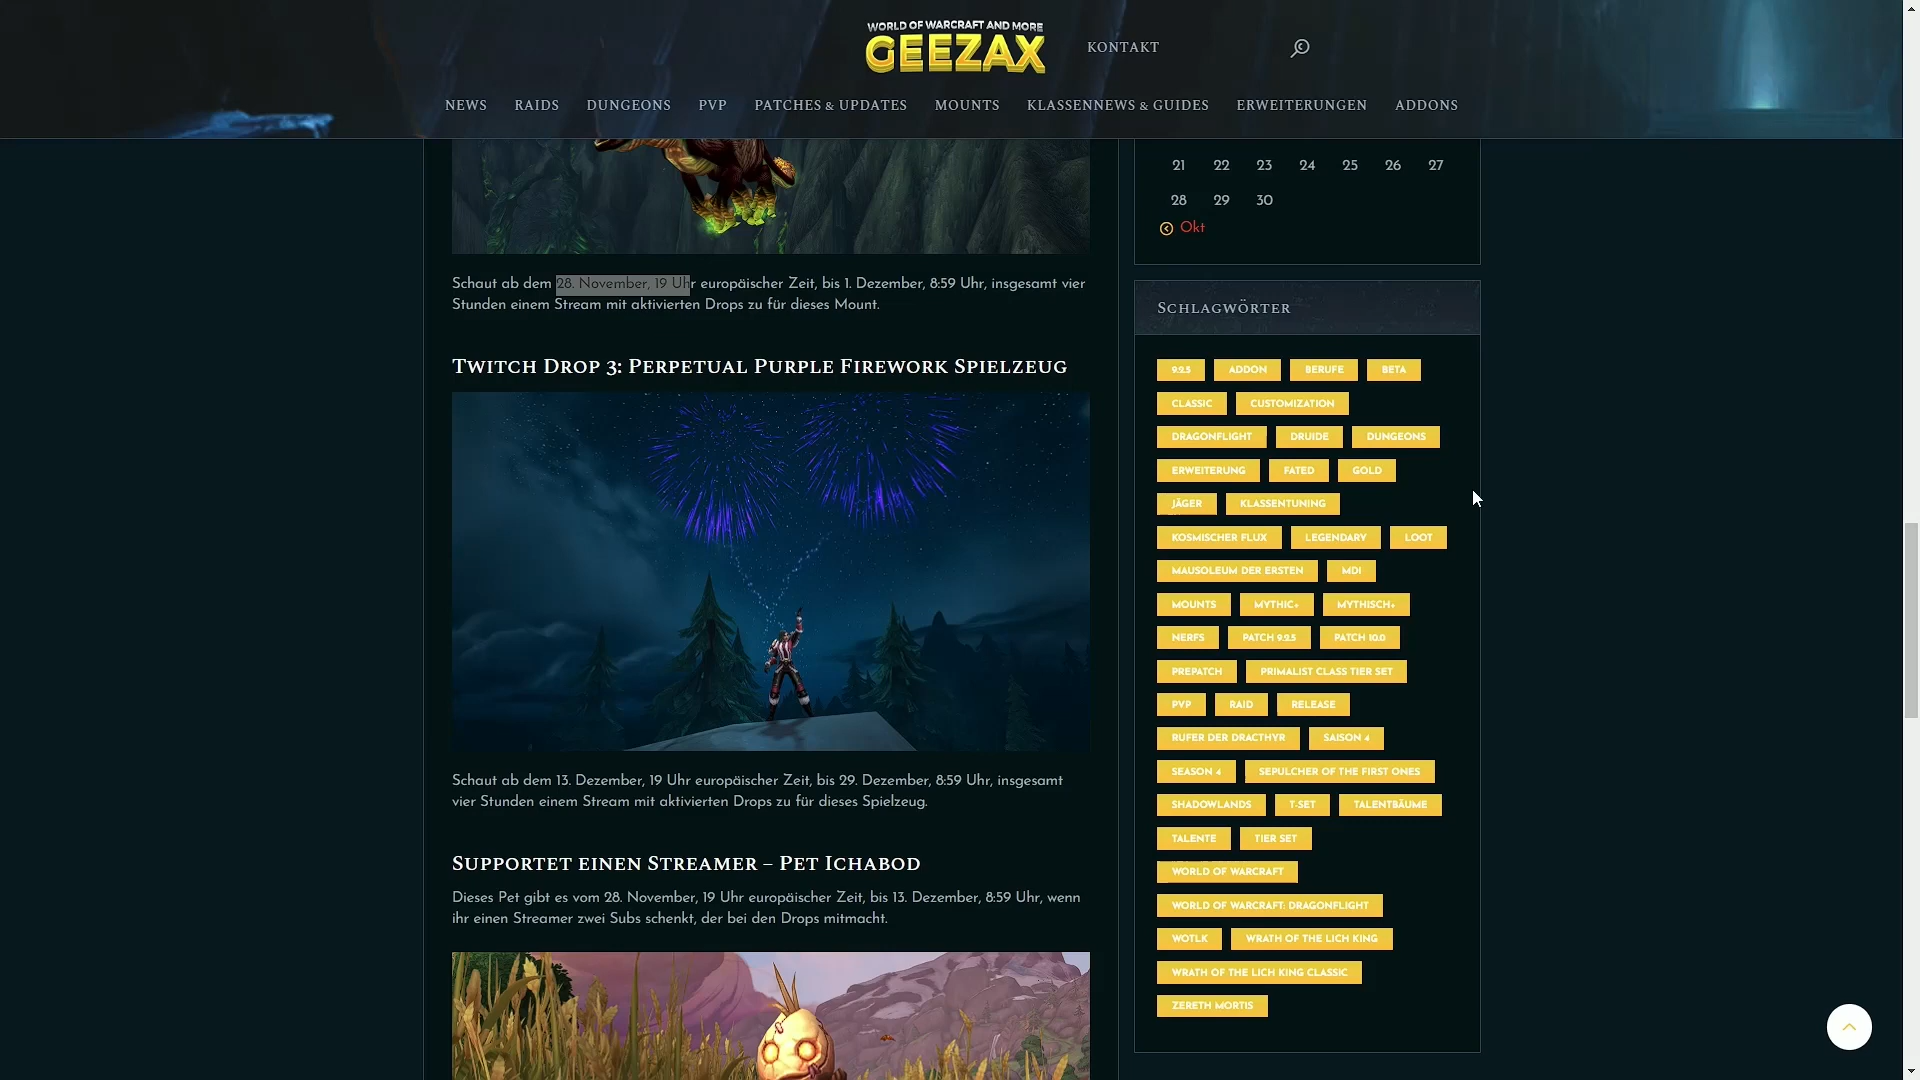 WORLD OF WARCRAFT AND MORE
GEEZAX
KONTAKT
NEWS RAIDS DUNGEONS PVP PATCHES & UPDATES MOUNTS KLASSENNEWS & GUIDES ERWEITERUNGEN ADDONS
Schaut ab dem 28. November, 19 Uhr europäischer Zeit, bis 1. Dezember, 8:59 Uhr, insgesamt vier
Stunden einem Stream mit aktivierten Drops zu für dieses Mount.
Twitch Drop 3: Perpetual Purple Firework Spielzeug
Schaut ab dem 13. Dezember, 19 Uhr europäischer Zeit, bis 29. Dezember, 8:59 Uhr, insgesamt
vier Stunden einem Stream mit aktivierten Drops zu für dieses Spielzeug.
Supportet einen Streamer – Pet Ichabod
Dieses Pet gibt es vom 28. November, 19 Uhr europäischer Zeit, bis 13. Dezember, 8:59 Uhr, wenn
ihr einen Streamer zwei Subs schenkt, der bei den Drops mitmacht.
21 22 23 24 25 26 27
28 29 30
Okt
Schlagwörter
9.2.5 ADDON BERUFE BETA
CLASSIC CUSTOMIZATION
DRAGONFLIGHT DRUIDE DUNGEONS
ERWEITERUNG FATED GOLD
JÄGER KLASSENTUNING
KOSMISCHER FLUX LEGENDARY LOOT
MAUSOLEUM DER ERSTEN MDI
MOUNTS MYTHIC+ MYTHISCH+
NERFS PATCH 9.2.5 PATCH 10.0
PREPATCH PRIMALIST CLASS TIER SET
PVP RAID RELEASE
RUFER DER DRACTHYR SAISON 4
SEASON 4 SEPULCHER OF THE FIRST ONES
SHADOWLANDS T-SET TALENTBÄUME
TALENTE TIER SET
WORLD OF WARCRAFT
WORLD OF WARCRAFT: DRAGONFLIGHT
WOTLK WRATH OF THE LICH KING
WRATH OF THE LICH KING CLASSIC
ZERETH MORTIS